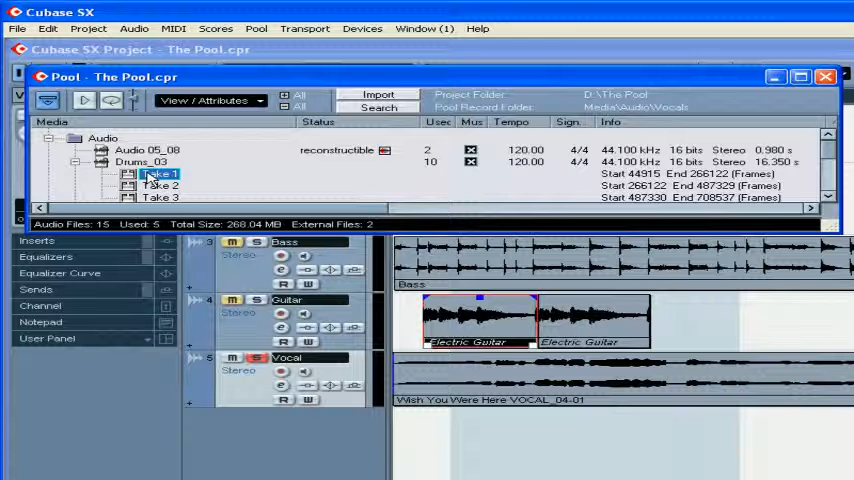 Cubase SX
File Edit Project Audio MIDI Scores Pool Transport Devices Window (1) Help
Cubase SX Project - The Pool.cpr
Pool - The Pool.cpr
View / Attributes All All Import Search Project Folder: D:\The Pool
Pool Record Folder: Media\Audio\Vocals
Media Status Used Mus Tempo Sign. Info
Audio
Audio 05_08 reconstructible 2 120.00 4/4 44.100 kHz 16 bits Stereo 0.980 s
Drums_03 10 120.00 4/4 44.100 kHz 16 bits Stereo 16.350 s
Take 1 Start 44915 End 266122 (Frames)
Take 2 Start 266122 End 487329 (Frames)
Take 3 Start 487330 End 708537 (Frames)
Audio Files: 15 Used: 5 Total Size: 268.04 MB External Files: 2
Inserts
Equalizers
Equalizer Curve
Sends
Channel
Notepad
User Panel
3 m S Bass
Stereo
e
R W
Bass
4 m S Guitar
Stereo
e
R W
Electric Guitar Electric Guitar
5 m S Vocal
Stereo
e
R W
Wish You Were Here VOCAL_04-01